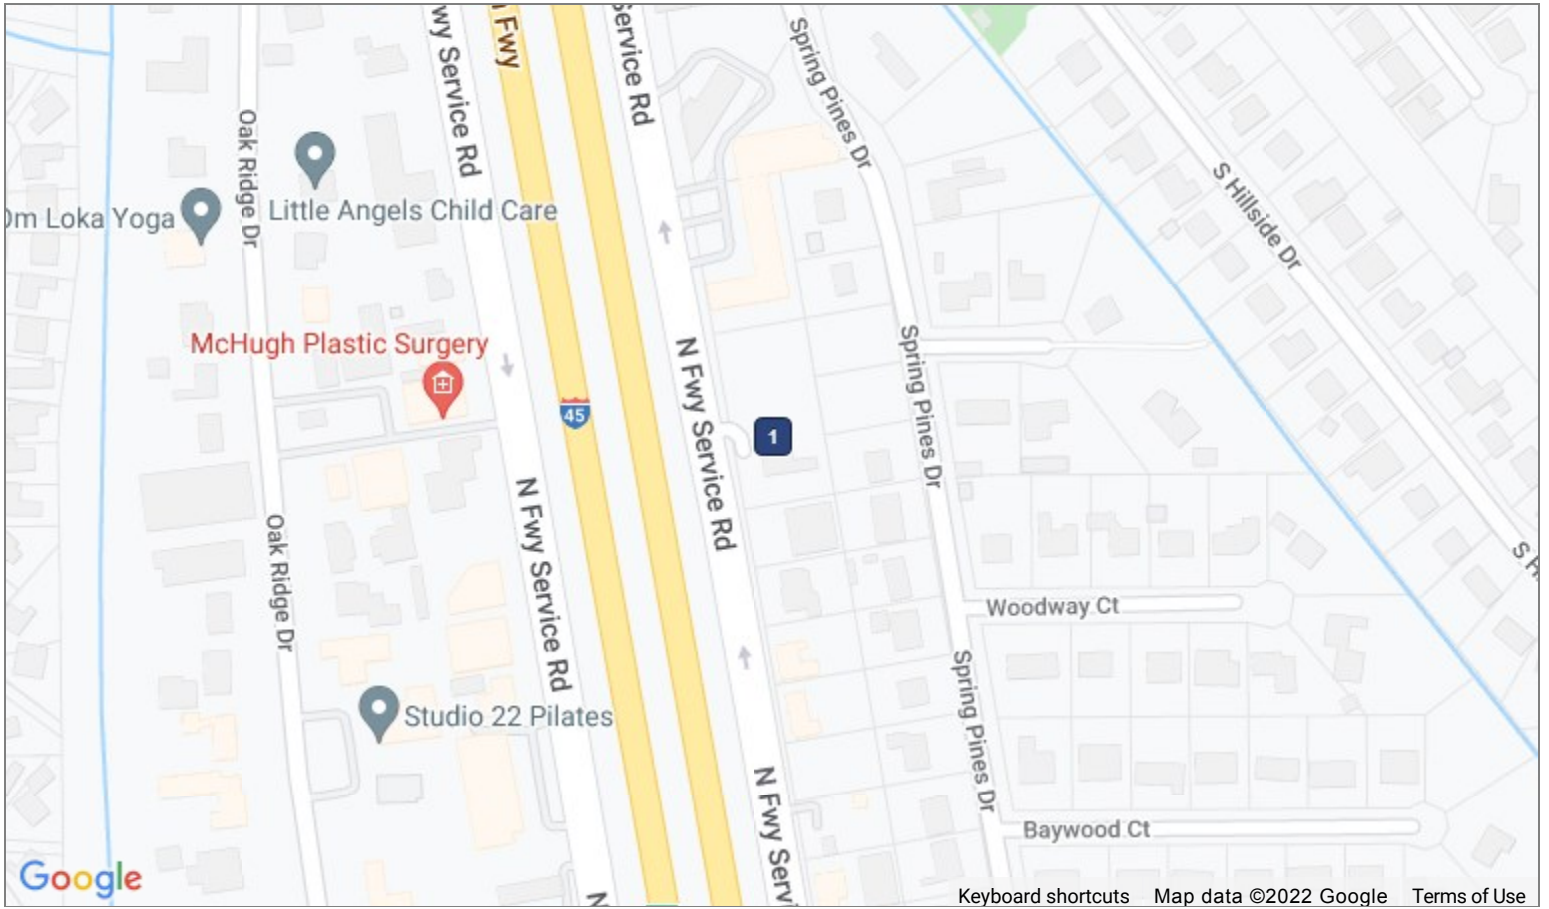 wy Service Rd
Fwy
Service Rd
Spring Pines Dr
Oak Ridge Dr
Little Angels Child Care
Om Loka Yoga
S Hillside Dr
McHugh Plastic Surgery
45
N Fwy Service Rd
1
Spring Pines Dr
N Fwy Service Rd
Oak Ridge Dr
S H
Woodway Ct
Studio 22 Pilates
Spring Pines Dr
N Fwy Servi
Baywood Ct
N
Google
Keyboard shortcuts Map data ©2022 Google Terms of Use